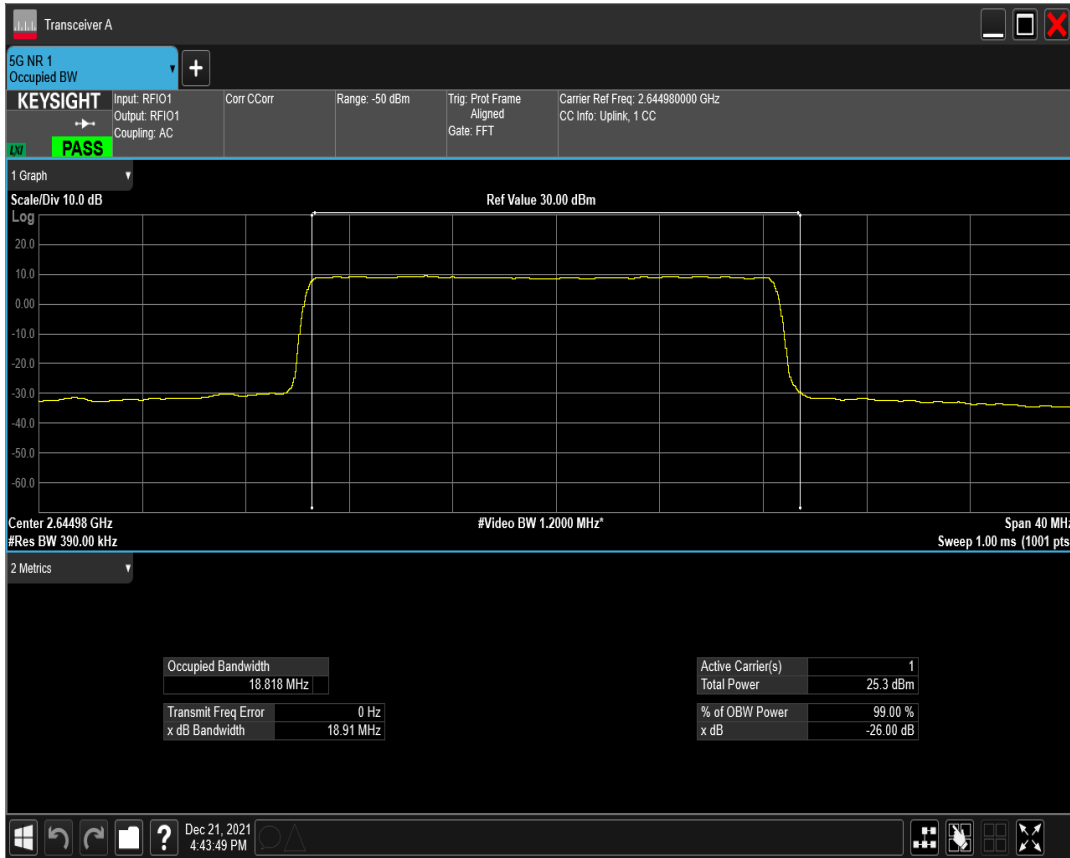 Transceiver A
5G NR 1
Occupied BW
KEYSIGHT
LXI
PASS
Input: RFIO1
Output: RFIO1
Coupling: AC
Corr CCorr
Range: -50 dBm
Trig: Prot Frame
Aligned
Gate: FFT
Carrier Ref Freq: 2.644980000 GHz
CC Info: Uplink, 1 CC
1 Graph
Scale/Div 10.0 dB
Ref Value 30.00 dBm
Log
20.0
10.0
0.00
-10.0
-20.0
-30.0
-40.0
-50.0
-60.0
Center 2.64498 GHz
#Video BW 1.2000 MHz*
Span 40 MHz
#Res BW 390.00 kHz
Sweep 1.00 ms (1001 pts
2 Metrics
Occupied Bandwidth
18.818 MHz
Transmit Freq Error 0 Hz
x dB Bandwidth 18.91 MHz
Active Carrier(s) 1
Total Power 25.3 dBm
% of OBW Power 99.00 %
x dB -26.00 dB
?
Dec 21, 2021
4:43:49 PM